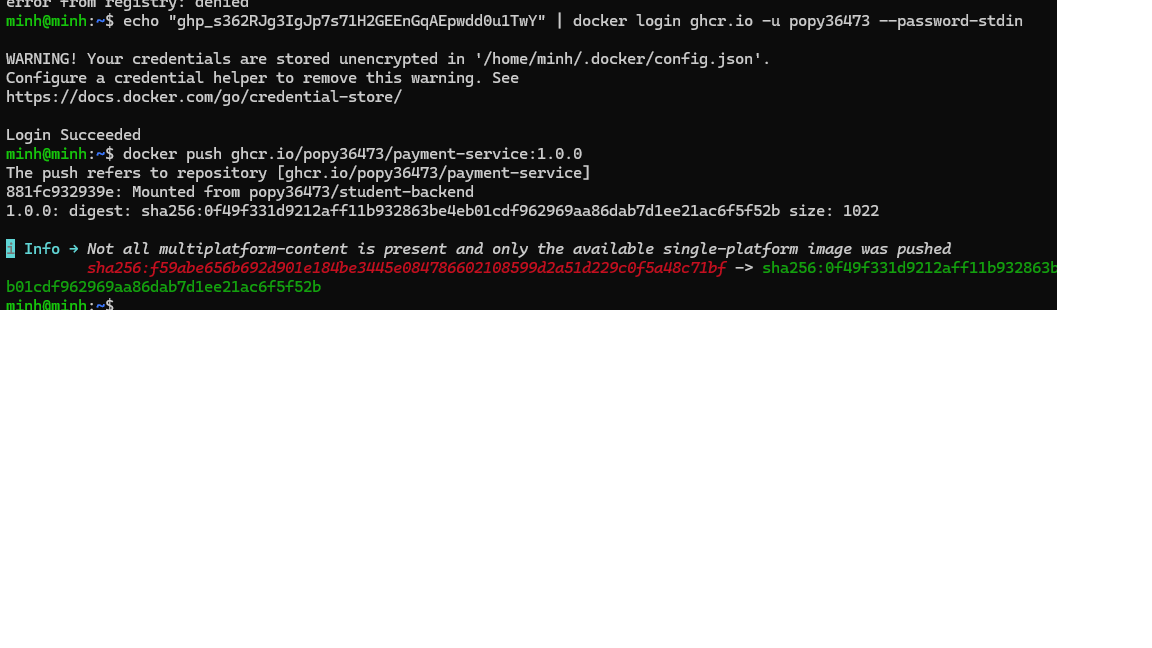 error from registry: denied
minh@minh:~$ echo "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" | docker login ghcr.io -u popy36473 --password-stdin
WARNING! Your credentials are stored unencrypted in '/home/minh/.docker/config.json'.
Configure a credential helper to remove this warning. See
https://docs.docker.com/go/credential-store/
Login Succeeded
minh@minh:~$ docker push ghcr.io/popy36473/payment-service:1.0.0
The push refers to repository [ghcr.io/popy36473/payment-service]
881fc932939e: Mounted from popy36473/student-backend
1.0.0: digest: sha256:0f49f331d9212aff11b932863be4eb01cdf962969aa86dab7d1ee21ac6f5f52b size: 1022
i Info → Not all multiplatform-content is present and only the available single-platform image was pushed
sha256:f59abe656b692d901e184be3445e084786602108599d2a51d229c0f5a48c71bf -> sha256:0f49f331d9212aff11b932863b
b01cdf962969aa86dab7d1ee21ac6f5f52b
minh@minh:~$